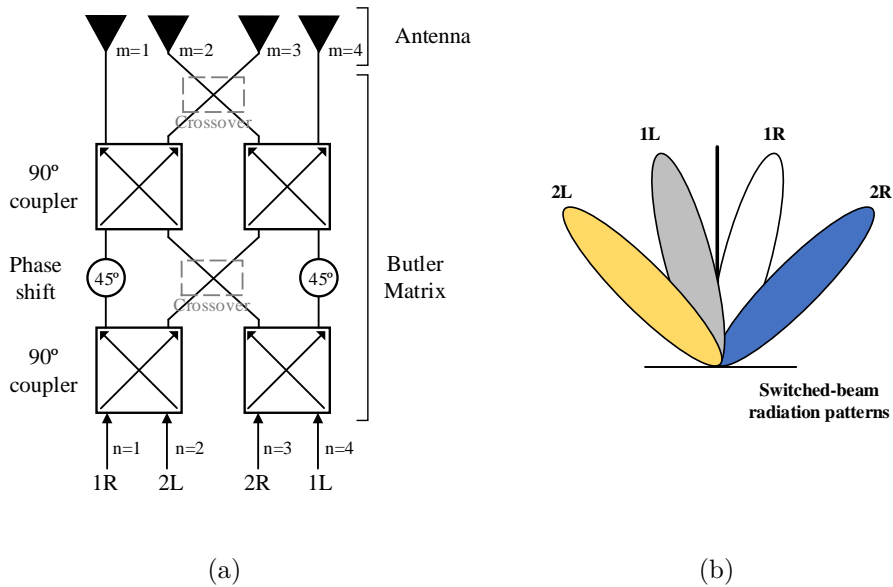 m=1
m=2
m=3
m=4
Antenna
Crossover
90º
coupler
Phase
shift
45º
45º
Crossover
Butler
Matrix
90º
coupler
n=1
n=2
n=3
n=4
1R
2L
2R
1L
(a)
1L
1R
2L
2R
Switched-beam
radiation patterns
(b)